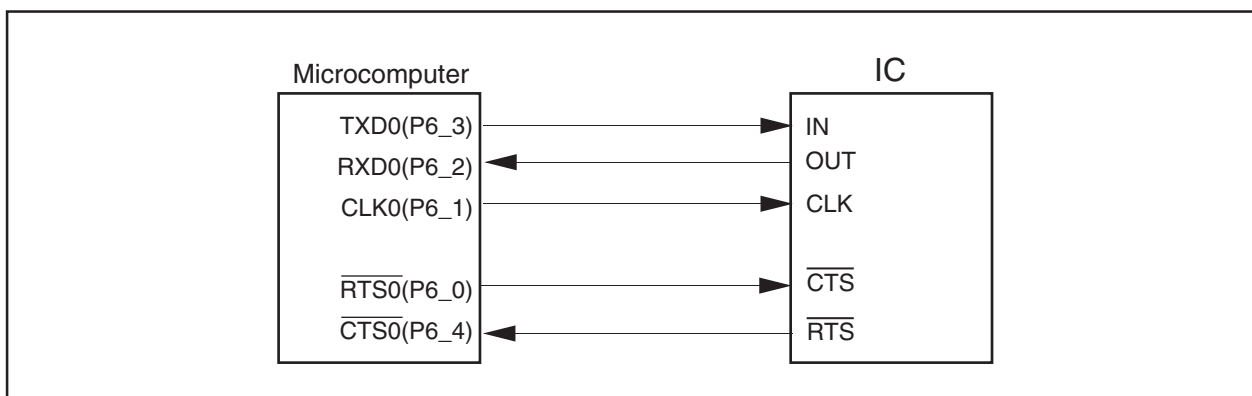 Microcomputer
IC
TXD0(P6_3)
IN
RXD0(P6_2)
OUT
CLK0(P6_1)
CLK
RTS0(P6_0)
CTS
CTS0(P6_4)
RTS